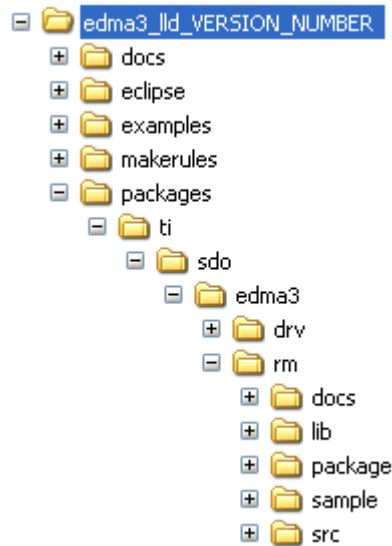 edma3_lld_VERSION_NUMBER
docs
eclipse
examples
makerules
packages
ti
sdo
edma3
drv
rm
docs
lib
package
sample
src